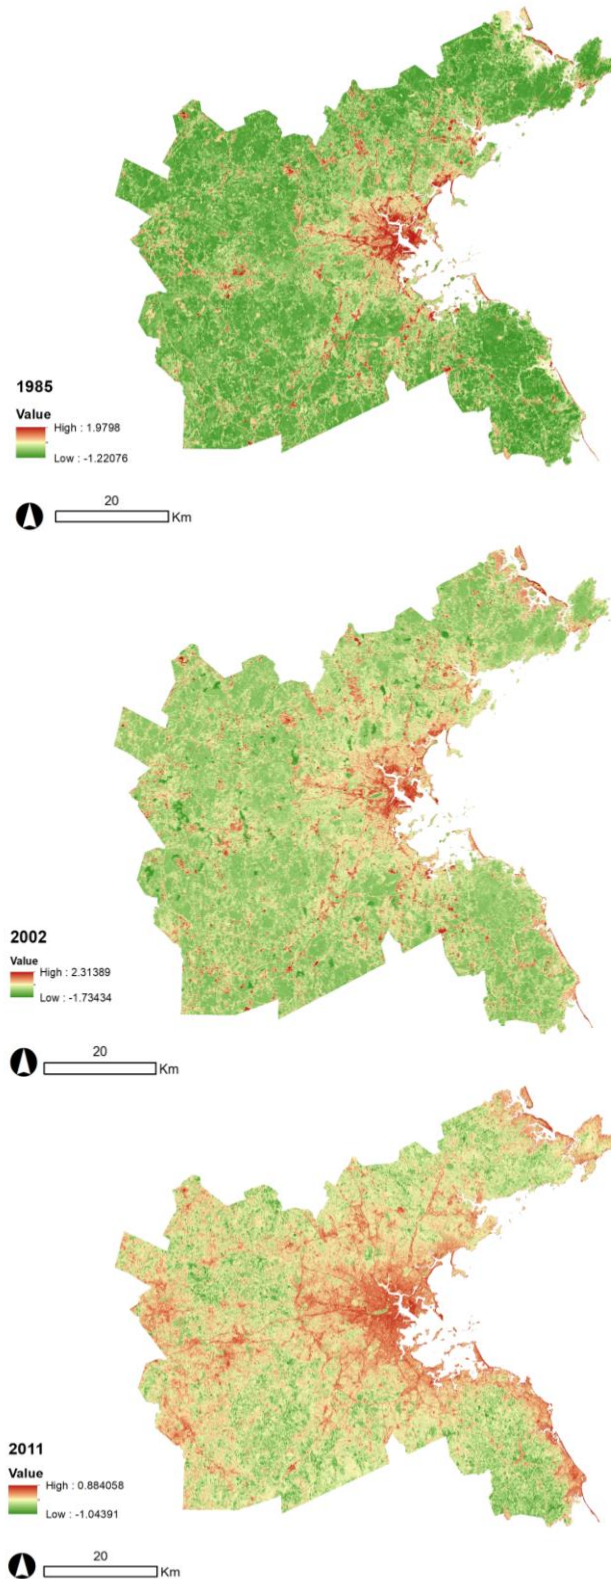 1985
Value
High : 1.9798
Low : -1.22076
20
Km
2002
Value
High : 2.31389
Low : -1.73434
20
Km
2011
Value
High : 0.884058
Low : -1.04391
20
Km